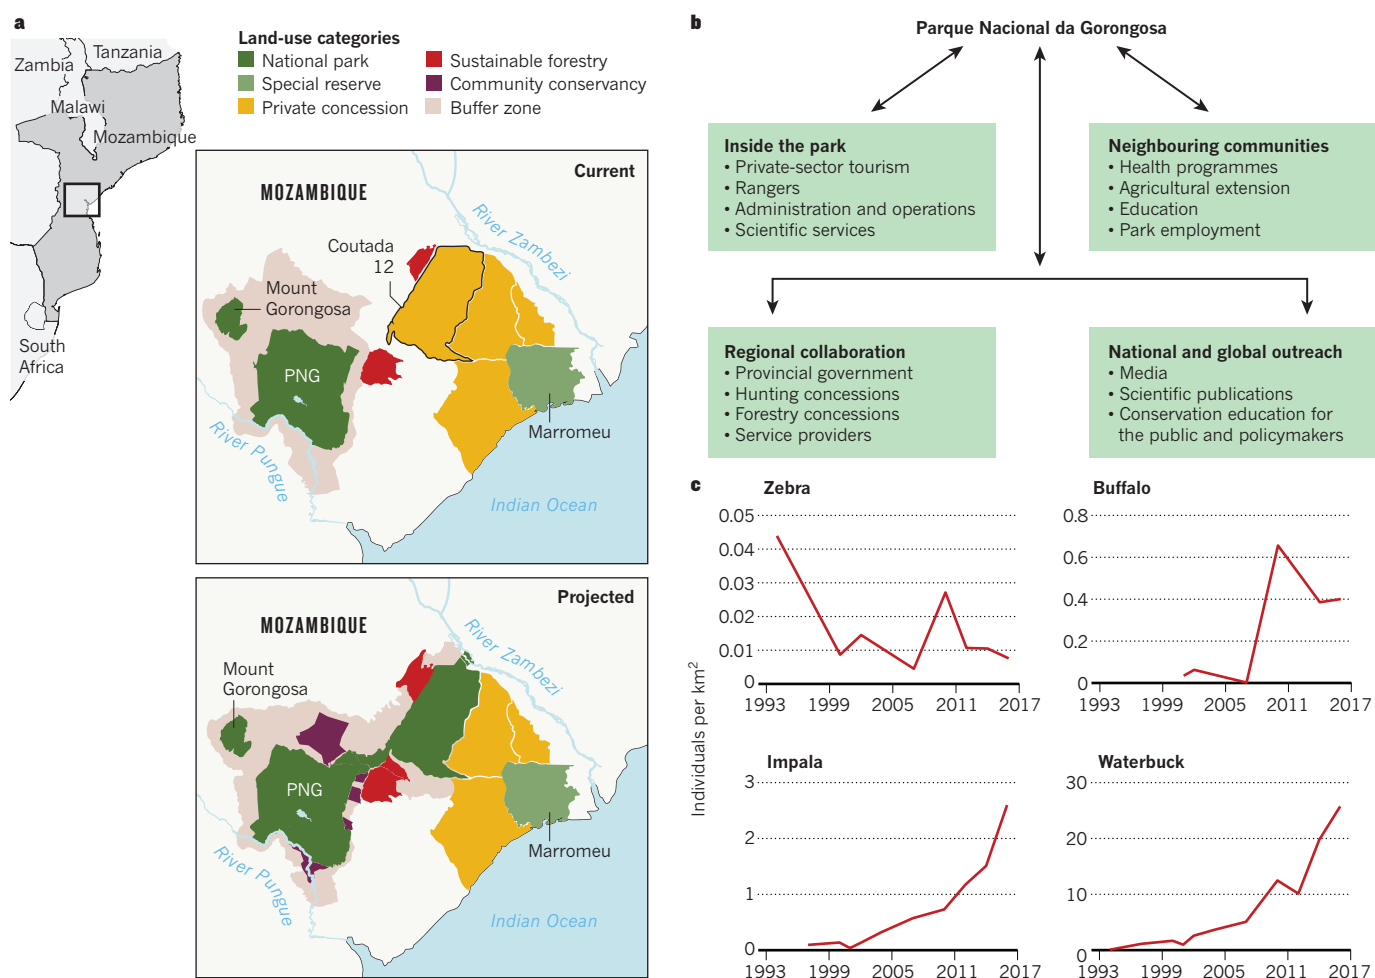 a
Tanzania
Zambia
Malawi
Mozambique
South
Africa
Land-use categories
National park
Special reserve
Private concession
Sustainable forestry
Community conservancy
Buffer zone
Current
MOZAMBIQUE
River Zambezi
Coutada
12
Mount
Gorongosa
PNG
Marromeu
River Pungue
Indian Ocean
Projected
MOZAMBIQUE
River Zambezi
Mount
Gorongosa
PNG
Marromeu
River Pungue
Indian Ocean
b
Parque Nacional da Gorongosa
Inside the park
• Private-sector tourism
• Rangers
• Administration and operations
• Scientific services
Neighbouring communities
• Health programmes
• Agricultural extension
• Education
• Park employment
Regional collaboration
• Provincial government
• Hunting concessions
• Forestry concessions
• Service providers
National and global outreach
• Media
• Scientific publications
• Conservation education for
the public and policymakers
c
Individuals per km²
Zebra
0.05
0.04
0.03
0.02
0.01
0
1993 1999 2005 2011 2017
Buffalo
0.8
0.6
0.4
0.2
0
1993 1999 2005 2011 2017
Impala
3
2
1
0
1993 1999 2005 2011 2017
Waterbuck
30
20
10
0
1993 1999 2005 2011 2017